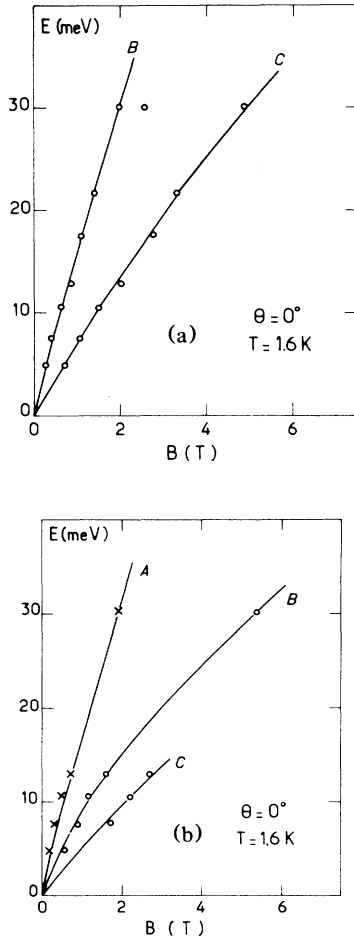 E (meV)
B
C
30
20
10
0
(a)
θ = 0°
T = 1.6 K
0
2
4
6
B (T)
E (meV)
A
B
30
20
C
10
0
(b)
θ = 0°
T = 1.6 K
0
2
4
6
B (T)